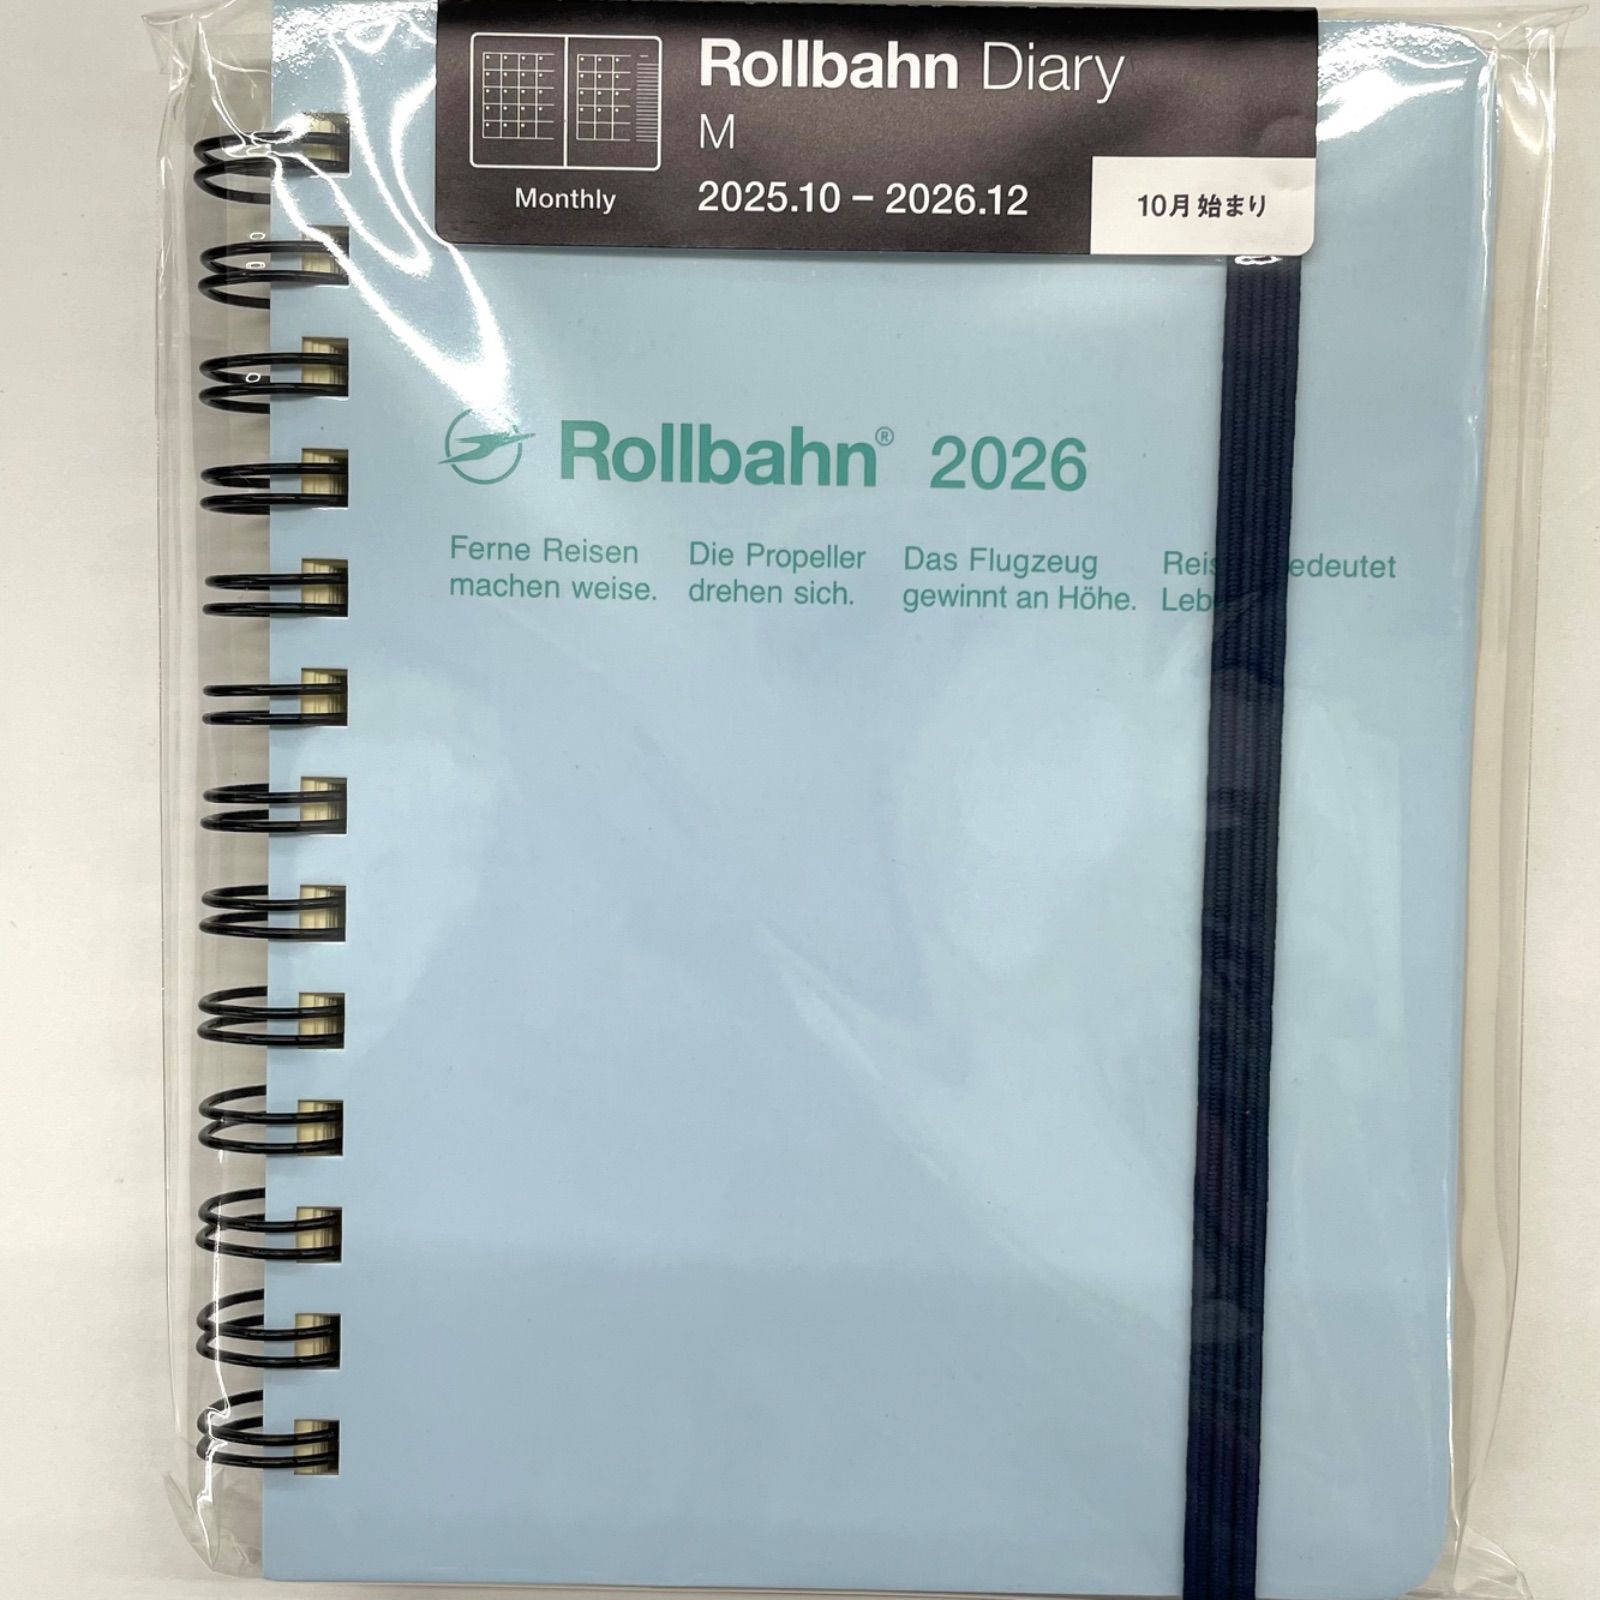 Rollbahn Diary
M
Monthly
2025.10 – 2026.12
10月始まり
Rollbahn® 2026
Ferne Reisen
machen weise.
Die Propeller
drehen sich.
Das Flugzeug
gewinnt an Höhe.